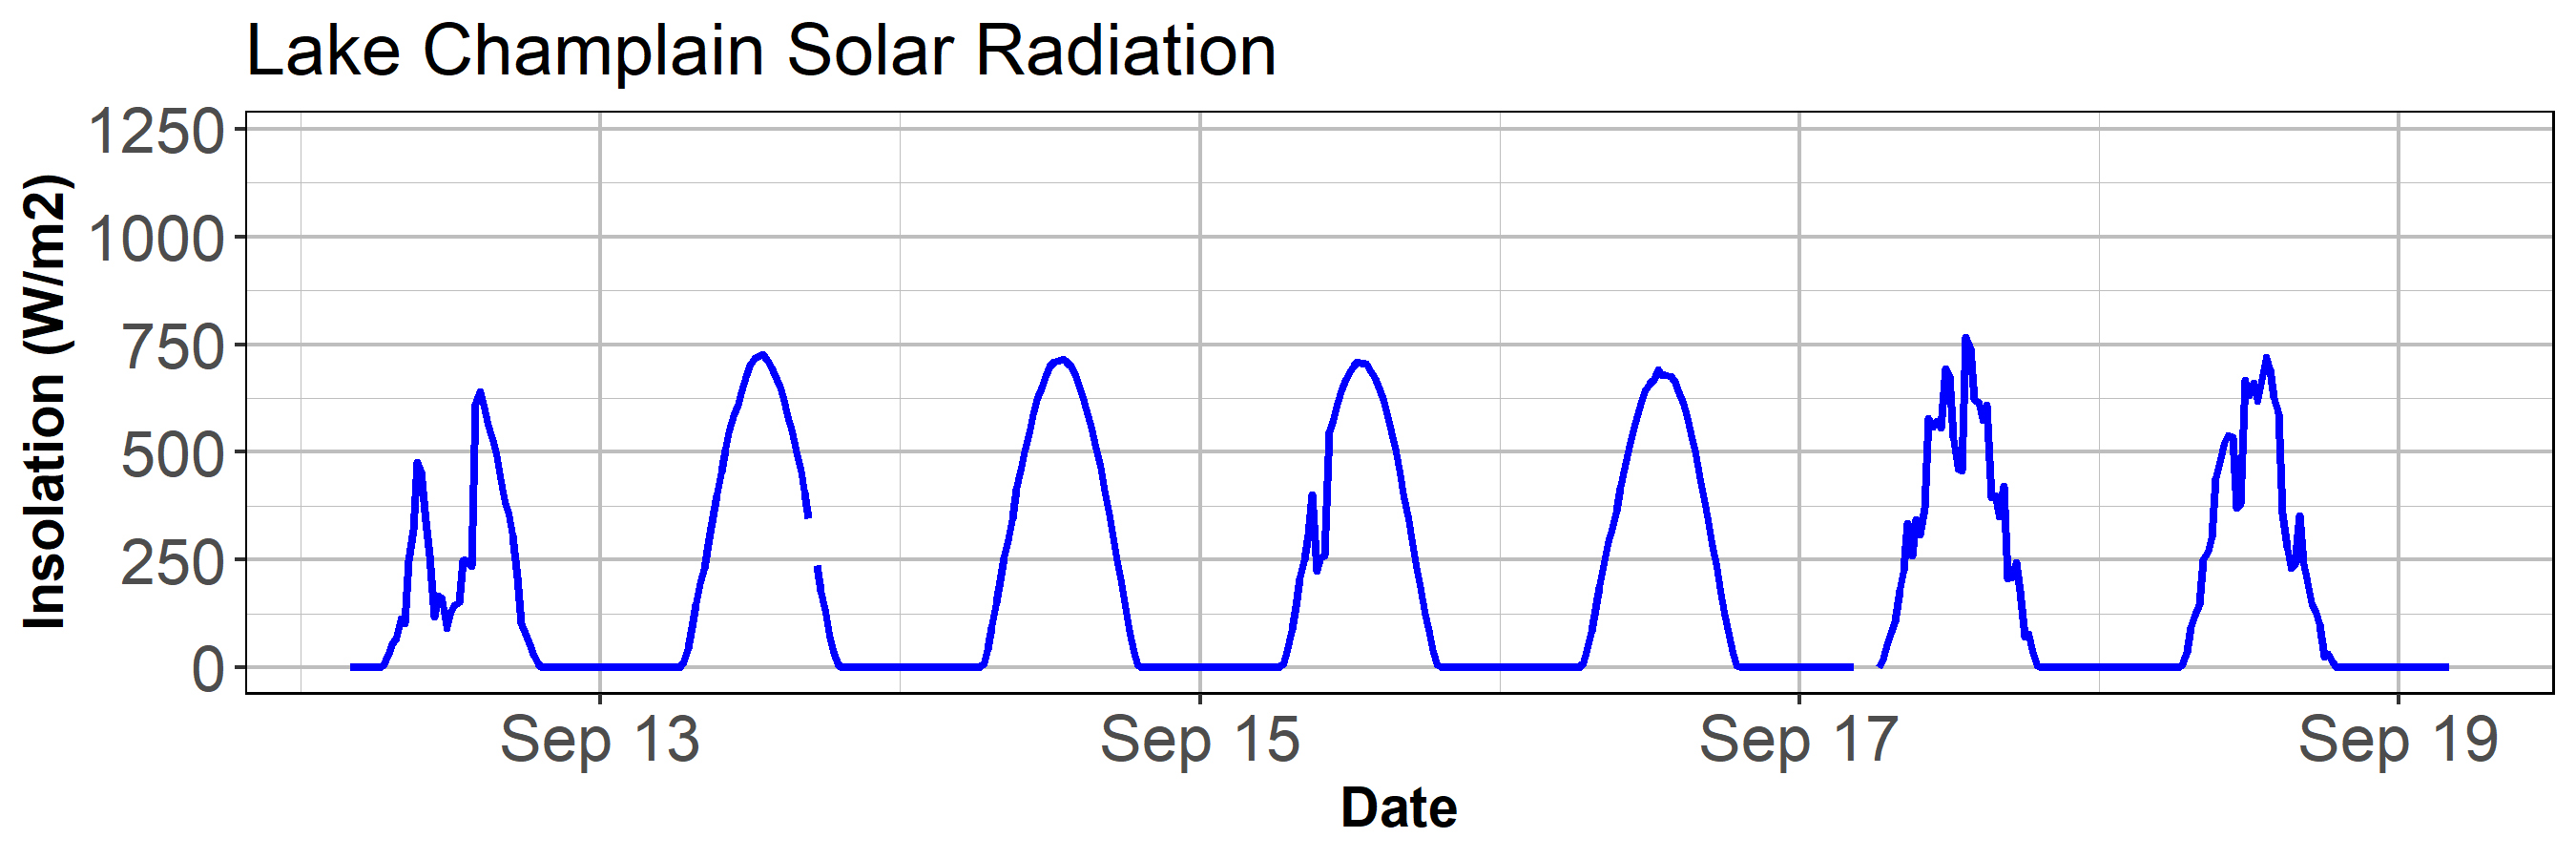 Lake Champlain Solar Radiation
Insolation (W/m2)
1250
1000
750
500
250
0
Sep 13
Sep 15
Sep 17
Sep 19
Date